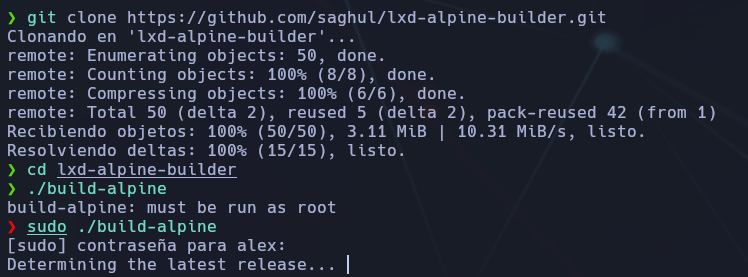 ❯ git clone https://github.com/saghul/lxd-alpine-builder.git
Clonando en 'lxd-alpine-builder'...
remote: Enumerating objects: 50, done.
remote: Counting objects: 100% (8/8), done.
remote: Compressing objects: 100% (6/6), done.
remote: Total 50 (delta 2), reused 5 (delta 2), pack-reused 42 (from 1)
Recibiendo objetos: 100% (50/50), 3.11 MiB | 10.31 MiB/s, listo.
Resolviendo deltas: 100% (15/15), listo.
❯ cd lxd-alpine-builder
❯ ./build-alpine
build-alpine: must be run as root
❯ sudo ./build-alpine
[sudo] contraseña para alex:
Determining the latest release...